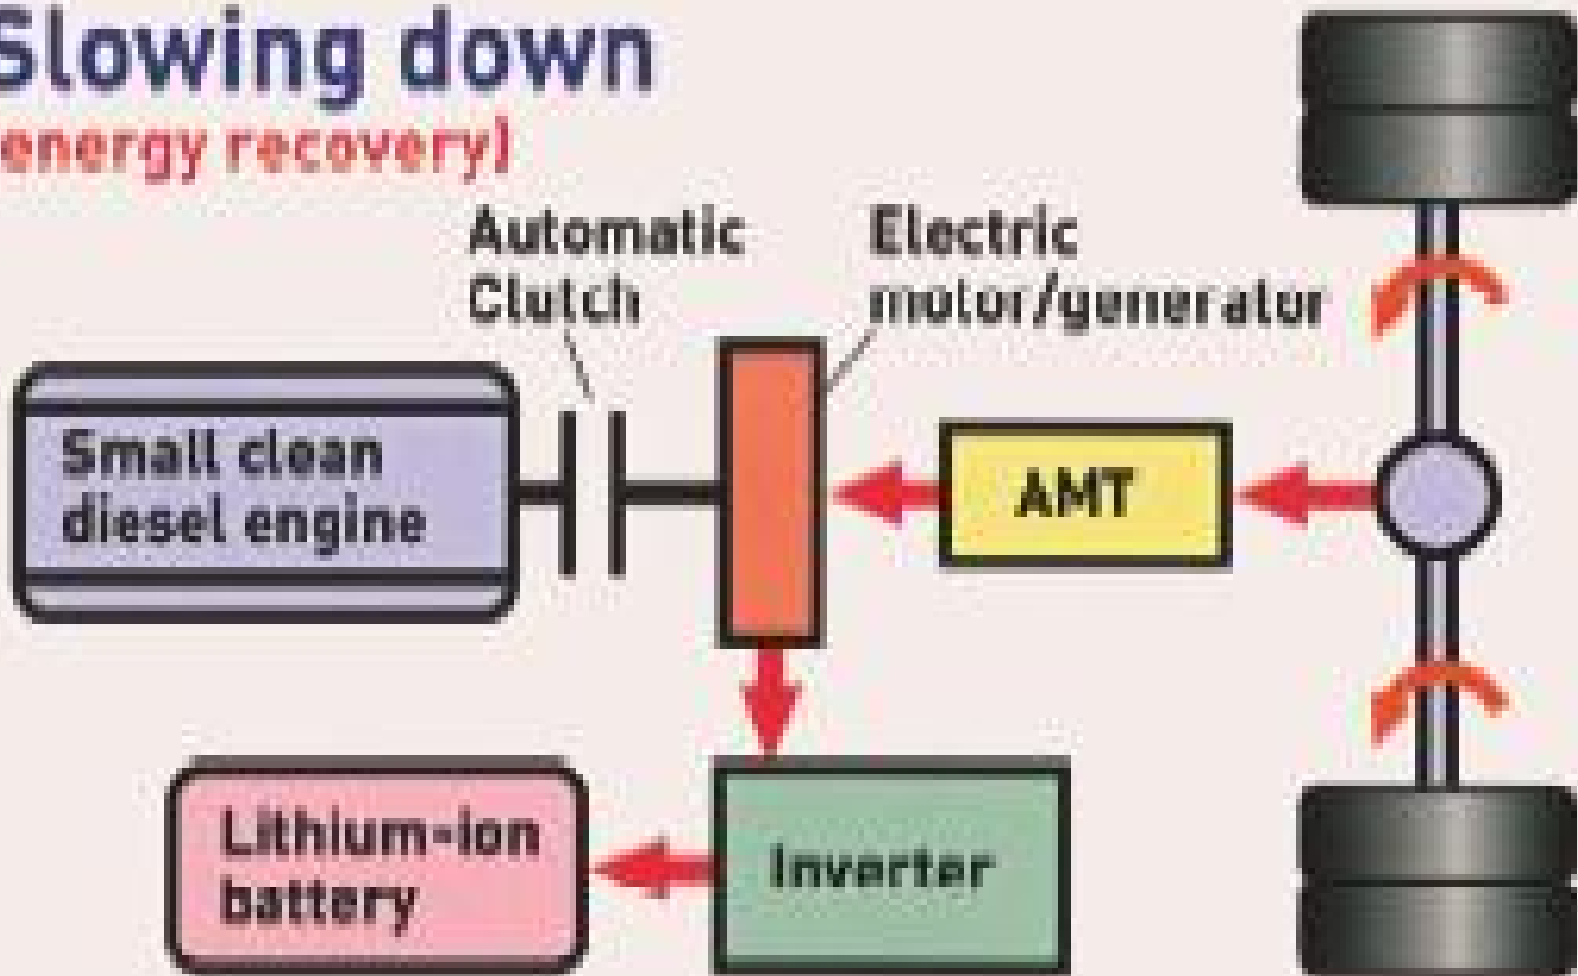 Slowing down
energy recovery)
Automatic
Clutch
Electric
motor/generator
Small clean
diesel engine
AMT
Lithium-ion
battery
Inverter